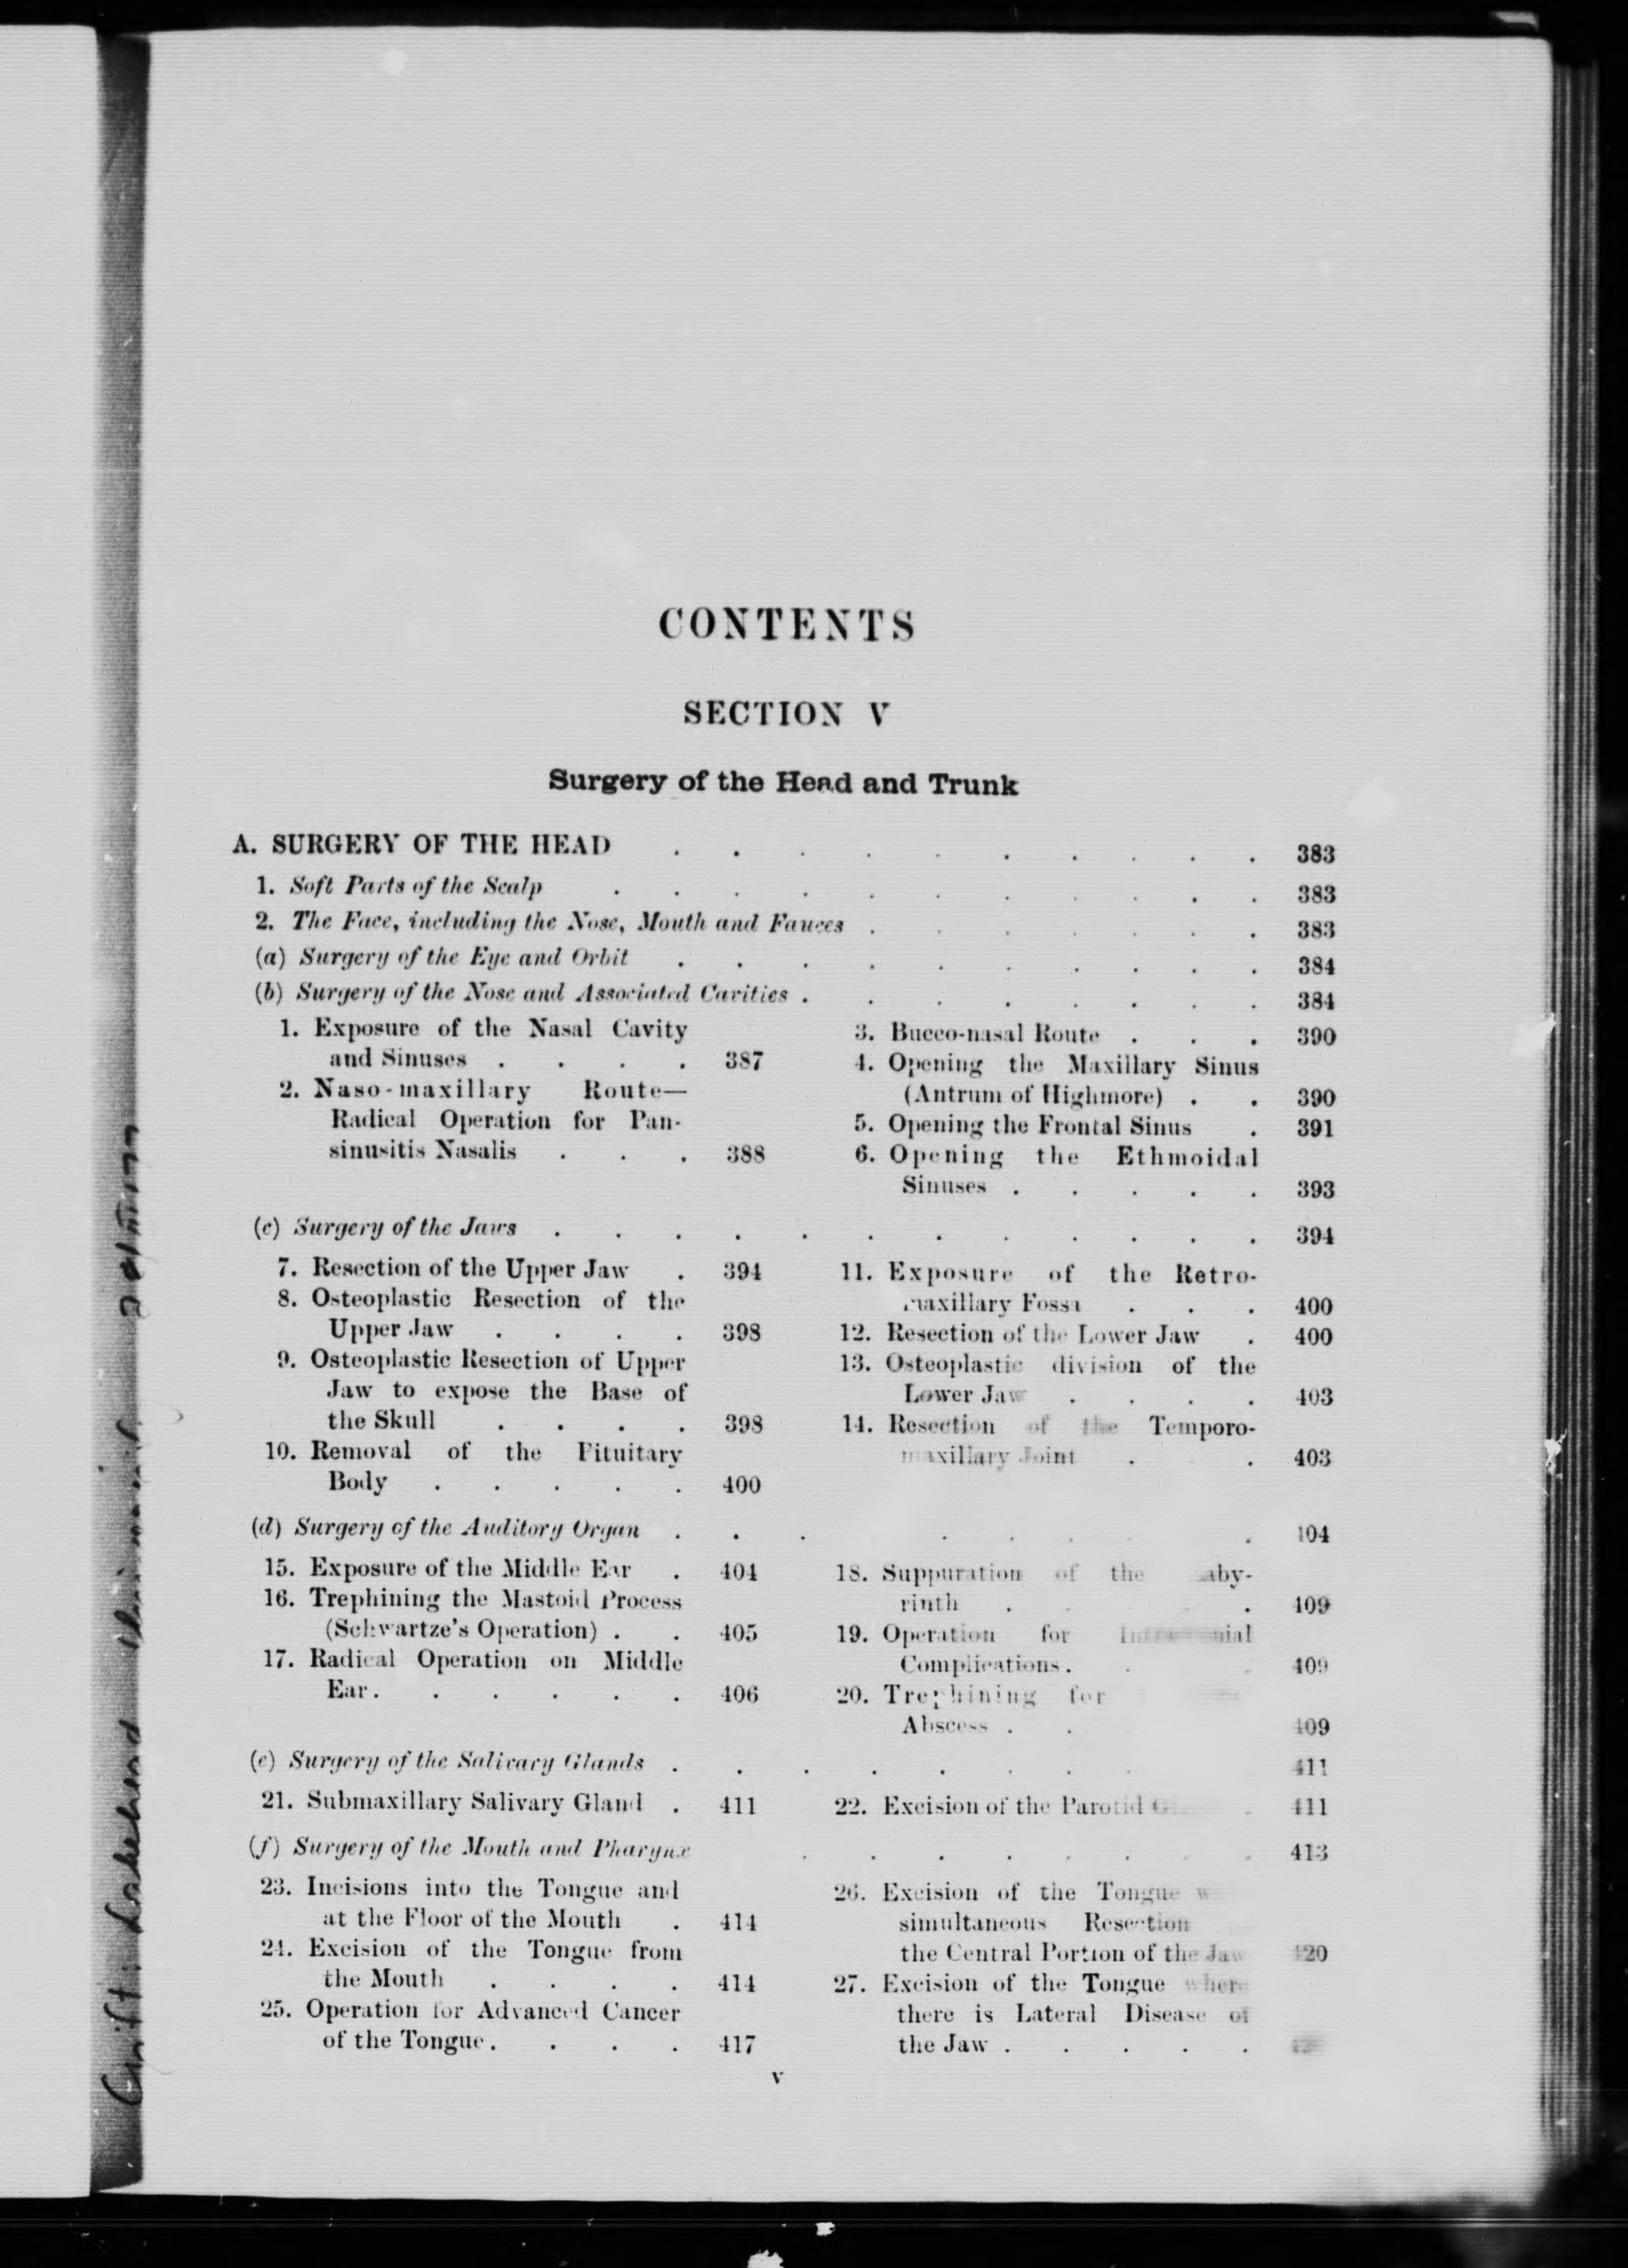 CONTENTS
SECTION V
Surgery of the Head and Trunk
A. SURGERY OF THE HEAD . . . . . . . . . . 383
1. Soft Parts of the Scalp . . . . . . . . . . 383
2. The Face, including the Nose, Mouth and Fauces . . . . . . . 383
(a) Surgery of the Eye and Orbit . . . . . . . . . . 384
(b) Surgery of the Nose and Associated Cavities . . . . . . . . 384
1. Exposure of the Nasal Cavity
and Sinuses . . . . 387
2. Naso-maxillary Route—
Radical Operation for Pan-
sinusitis Nasalis . . . 388
3. Bucco-nasal Route . . . 390
4. Opening the Maxillary Sinus
(Antrum of Highmore) . . 390
5. Opening the Frontal Sinus . 391
6. Opening the Ethmoidal
Sinuses . . . . . 393
(c) Surgery of the Jaws . . . . . . . . . . . . 394
7. Resection of the Upper Jaw . 394
8. Osteoplastic Resection of the
Upper Jaw . . . . 398
9. Osteoplastic Resection of Upper
Jaw to expose the Base of
the Skull . . . . 398
10. Removal of the Pituitary
Body . . . . . 400
11. Exposure of the Retro-
maxillary Fossa . . . 400
12. Resection of the Lower Jaw . 400
13. Osteoplastic division of the
Lower Jaw . . . . 403
14. Resection of the Temporo-
maxillary Joint . . 403
(d) Surgery of the Auditory Organ . . . . . . . . 404
15. Exposure of the Middle Ear . 404
16. Trephining the Mastoid Process
(Schwartze's Operation) . . 405
17. Radical Operation on Middle
Ear . . . . . . 406
18. Suppuration of the aby-
rinth . . . 409
19. Operation for
Complications . . . 409
20. Trephining for
Abscess . . 409
(e) Surgery of the Salivary Glands . . . . . . . . 411
21. Submaxillary Salivary Gland . 411
22. Excision of the Parotid . 411
(f) Surgery of the Mouth and Pharynx . . . . . . . . 413
23. Incisions into the Tongue and
at the Floor of the Mouth . 414
24. Excision of the Tongue from
the Mouth . . . . 414
25. Operation for Advanced Cancer
of the Tongue . . . . 417
26. Excision of the Tongue
simultaneous Resection
the Central Portion of the Jaw 420
27. Excision of the Tongue where
there is Lateral Disease of
the Jaw . . . . .
v